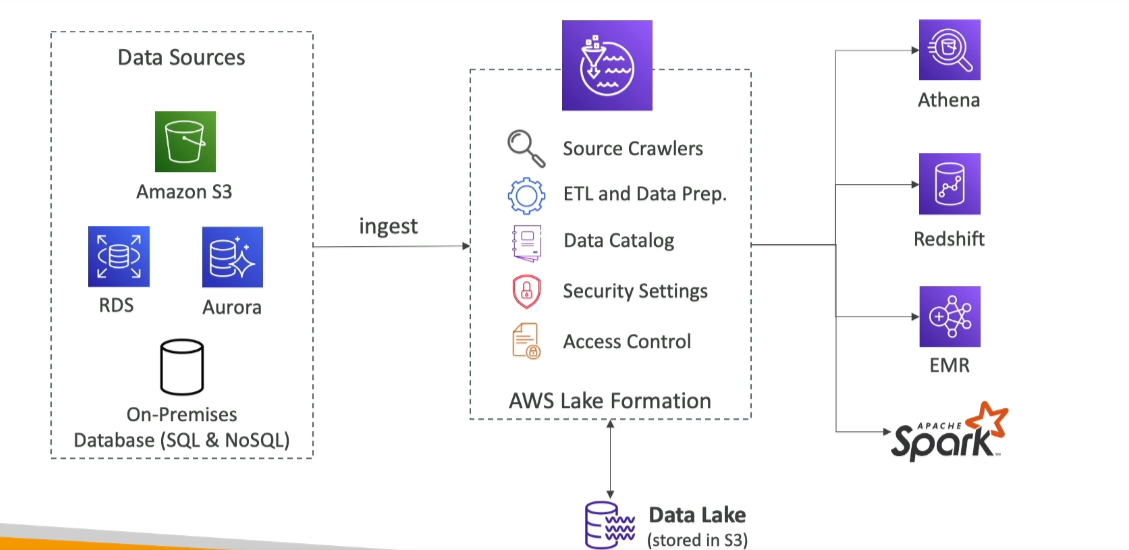 Data Sources
Amazon S3
RDS
Aurora
On-Premises
Database (SQL & NoSQL)
ingest
Source Crawlers
ETL and Data Prep.
Data Catalog
Security Settings
Access Control
AWS Lake Formation
Data Lake
(stored in S3)
Athena
Redshift
EMR
APACHE
Spark